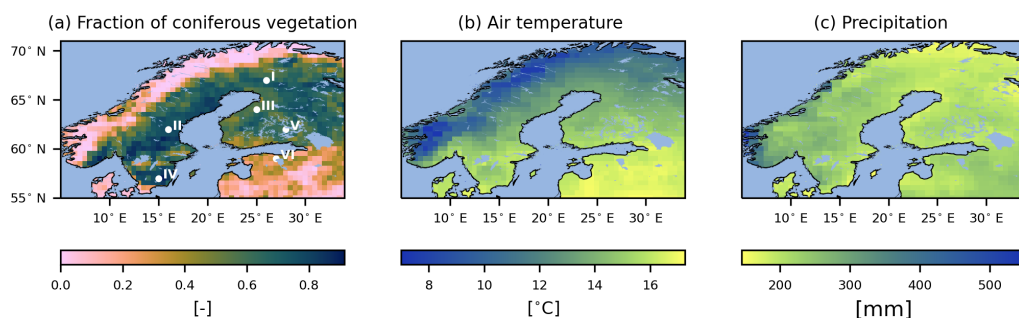 (a) Fraction of coniferous vegetation
(b) Air temperature
(c) Precipitation
70° N
65° N
60° N
55° N
I
II
III
V
VI
IV
10° E 15° E 20° E 25° E 30° E
10° E 15° E 20° E 25° E 30° E
10° E 15° E 20° E 25° E 30° E
0.0 0.2 0.4 0.6 0.8
8 10 12 14 16
200 300 400 500
[-]
[°C]
[mm]